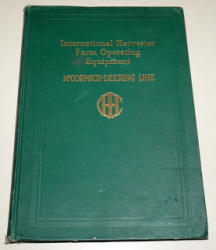 International Harvester
Farm Operating
Equipment
McCORMICK-DEERING LINE
IHC